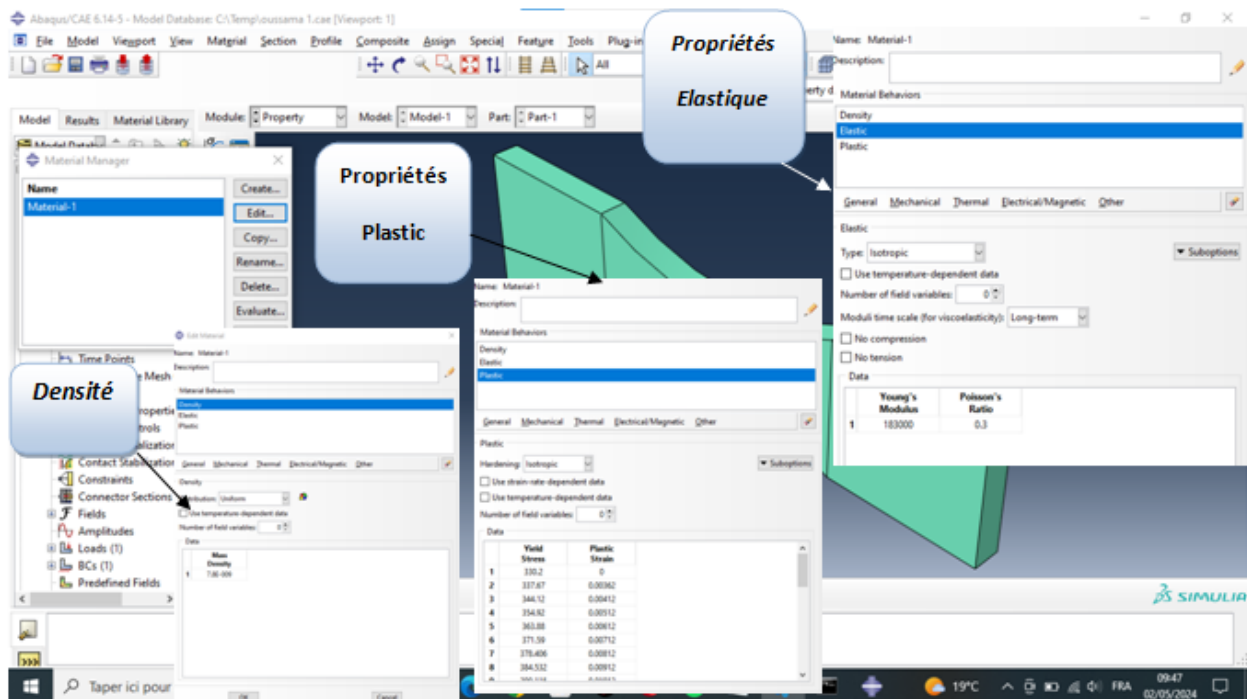 Abaqus/CAE 6.14-5 - Model Database: C:\Temp\oussama 1.cae [Viewport: 1]
File Model Viewport View Material Section Profile Composite Assign Special Feature Tools Plug-in
All
Model Results Material Library Module: Property Model: Model-1 Part: Part-1
Model Datab
Material Manager
Name
Material-1
Create...
Edit...
Copy...
Rename...
Delete...
Evaluate...
Time Points
Mesh
Contact Stabilization
Constraints
Connector Sections
Fields
Amplitudes
Loads (1)
BCs (1)
Predefined Fields
Densité
Edit Material
Name: Material-1
Description:
Material Behaviors
Density
Elastic
Plastic
General Mechanical Thermal Electrical/Magnetic Other
Density
Distribution: Uniform
Use temperature-dependent data
Number of field variables: 0
Data
Mass
Density
1 7.8E-009
OK Cancel
Propriétés
Plastic
Name: Material-1
Description:
Material Behaviors
Density
Elastic
Plastic
General Mechanical Thermal Electrical/Magnetic Other
Plastic
Hardening: Isotropic
Suboptions
Use strain-rate-dependent data
Use temperature-dependent data
Number of field variables: 0
Data
Yield Plastic
Stress Strain
1 330.2 0
2 337.67 0.00362
3 344.12 0.00412
4 354.92 0.00512
5 363.88 0.00612
6 371.59 0.00712
7 378.406 0.00812
8 384.532 0.00912
Propriétés
Elastique
Name: Material-1
Description:
Material Behaviors
Density
Elastic
Plastic
General Mechanical Thermal Electrical/Magnetic Other
Elastic
Type: Isotropic
Suboptions
Use temperature-dependent data
Number of field variables: 0
Moduli time scale (for viscoelasticity): Long-term
No compression
No tension
Data
Young's Poisson's
Modulus Ratio
1 183000 0.3
SIMULIA
Taper ici pour
19°C
FRA
09:47
02/05/2024